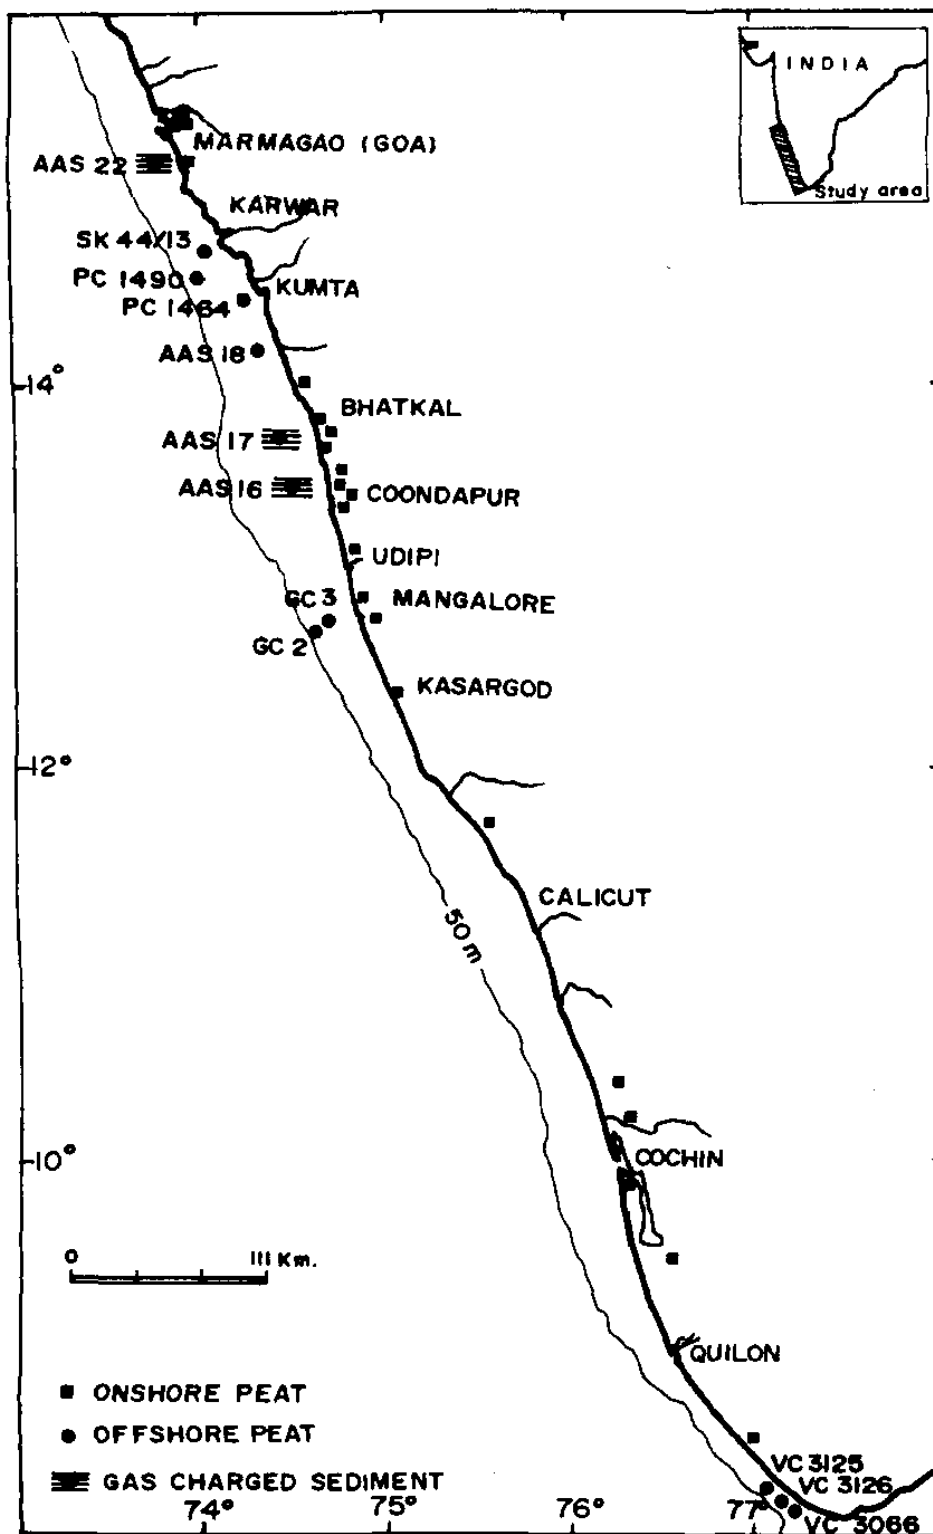 INDIA
Study area
MARMAGAO (GOA)
AAS 22
KARWAR
SK 44/13
PC 1490
KUMTA
PC 1464
AAS 18
14°
BHATKAL
AAS 17
AAS 16
COONDAPUR
UDIPI
GC 3
MANGALORE
GC 2
KASARGOD
12°
CALICUT
50 m
10°
COCHIN
0 111 Km.
QUILON
ONSHORE PEAT
OFFSHORE PEAT
GAS CHARGED SEDIMENT
VC 3125
VC 3126
VC 3066
74° 75° 76° 77°